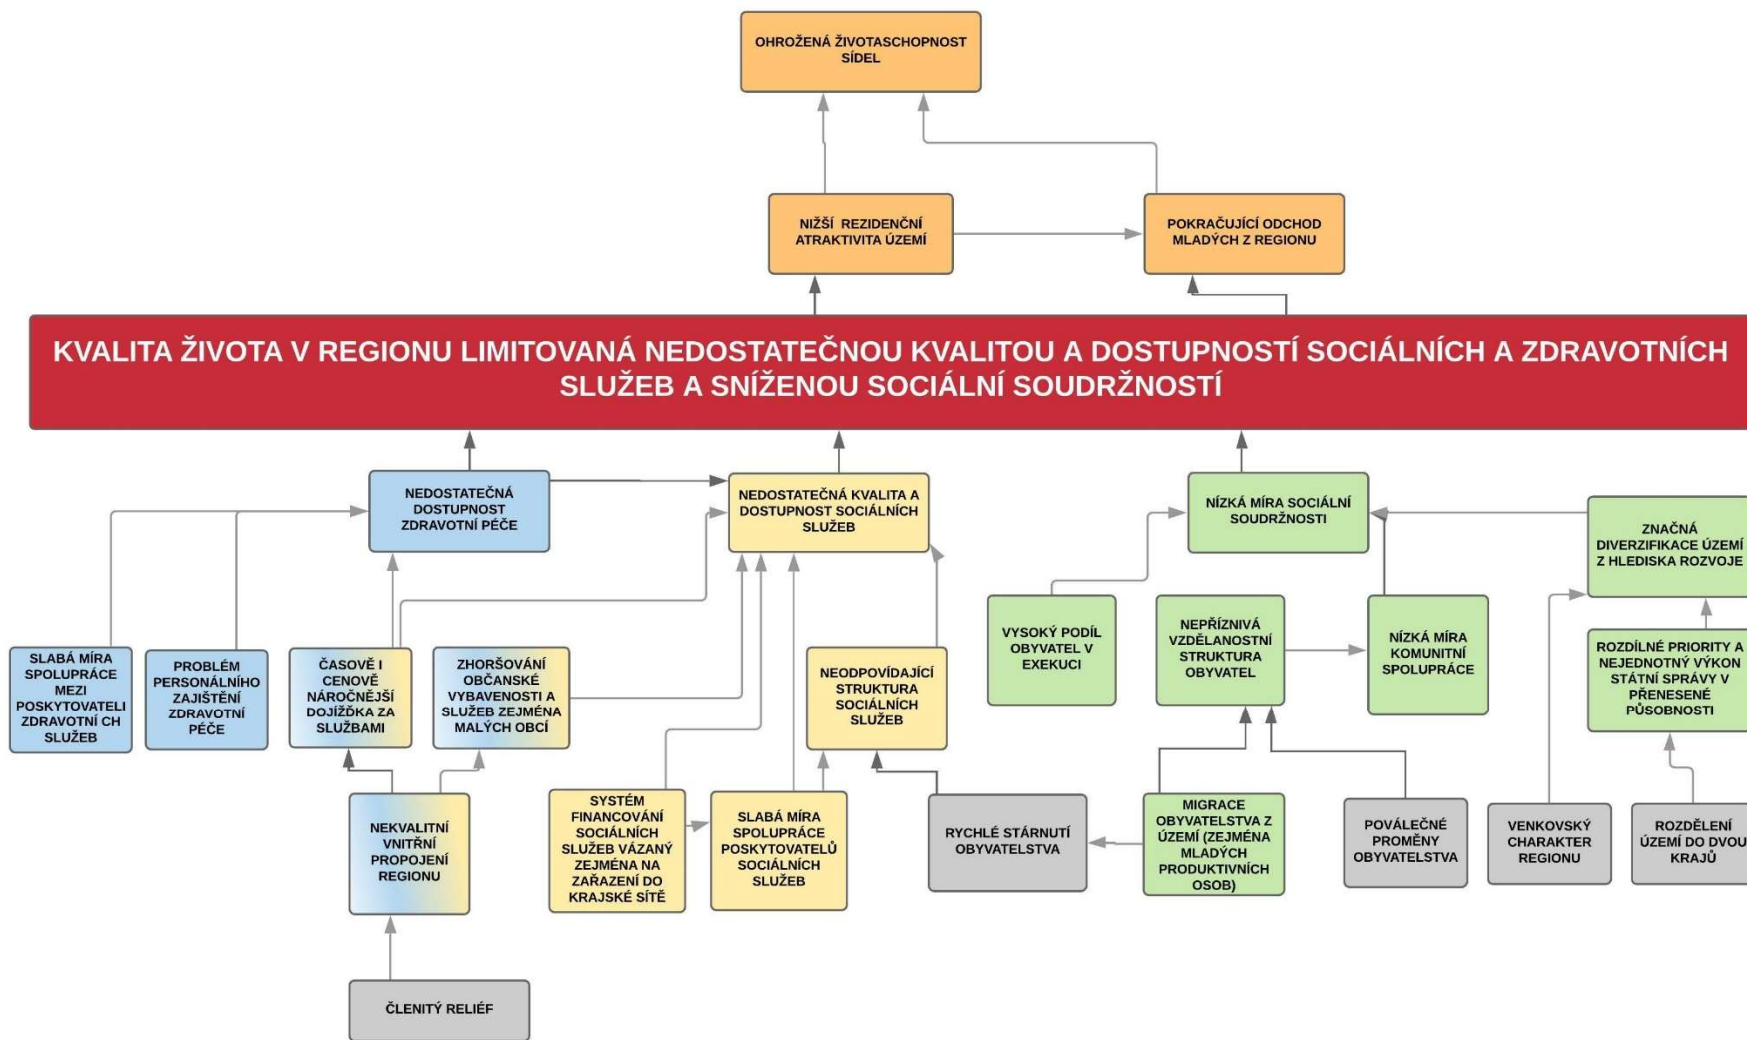 OHROŽENÁ ŽIVOTASCHOPNOST
SÍDEL
NIŽŠÍ REZIDENČNÍ
ATRAKTIVITA ÚZEMÍ
POKRAČUJÍCÍ ODCHOD
MLADÝCH Z REGIONU
KVALITA ŽIVOTA V REGIONU LIMITOVANÁ NEDOSTATEČNOU KVALITOU A DOSTUPNOSTÍ SOCIÁLNÍCH A ZDRAVOTNÍCH
SLUŽEB A SNÍŽENOU SOCIÁLNÍ SOUDRŽNOSTÍ
NEDOSTATEČNÁ
DOSTUPNOST
ZDRAVOTNÍ PÉČE
NEDOSTATEČNÁ KVALITA A
DOSTUPNOST SOCIÁLNÍCH
SLUŽEB
NÍZKÁ MÍRA SOCIÁLNÍ
SOUDRŽNOSTI
ZNAČNÁ
DIVERZIFIKACE ÚZEMÍ
Z HLEDISKA ROZVOJE
SLABÁ MÍRA
SPOLUPRÁCE
MEZI
POSKYTOVATELI
ZDRAVOTNÍ CH
SLUŽEB
PROBLÉM
PERSONÁLNÍHO
ZAJIŠTĚNÍ
ZDRAVOTNÍ
PÉČE
ČASOVĚ I
CENOVĚ
NÁROČNĚJŠÍ
DOJÍŽĎKA ZA
SLUŽBAMI
ZHORŠOVÁNÍ
OBČANSKÉ
VYBAVENOSTI A
SLUŽEB ZEJMÉNA
MALÝCH OBCÍ
NEODPOVÍDAJÍCÍ
STRUKTURA
SOCIÁLNÍCH
SLUŽEB
VYSOKÝ PODÍL
OBYVATEL V
EXEKUCI
NEPŘÍZNIVÁ
VZDĚLANOSTNÍ
STRUKTURA
OBYVATEL
NÍZKÁ MÍRA
KOMUNITNÍ
SPOLUPRÁCE
ROZDÍLNÉ PRIORITY A
NEJEDNOTNÝ VÝKON
STÁTNÍ SPRÁVY V
PŘENESENÉ
PŮSOBNOSTI
NEKVALITNÍ
VNITŘNÍ
PROPOJENÍ
REGIONU
SYSTÉM
FINANCOVÁNÍ
SOCIÁLNÍCH
SLUŽEB VÁZANÝ
ZEJMÉNA NA
ZAŘAZENÍ DO
KRAJSKÉ SÍTĚ
SLABÁ MÍRA
SPOLUPRÁCE
POSKYTOVATELŮ
SOCIÁLNÍCH
SLUŽEB
RYCHLÉ STÁRNUTÍ
OBYVATELSTVA
MIGRACE
OBYVATELSTVA Z
ÚZEMÍ (ZEJMÉNA
MLADÝCH
PRODUKTIVNÍCH
OSOB)
POVÁLEČNÉ
PROMĚNY
OBYVATELSTVA
VENKOVSKÝ
CHARAKTER
REGIONU
ROZDĚLENÍ
ÚZEMÍ DO DVOU
KRAJŮ
ČLENITÝ RELIÉF